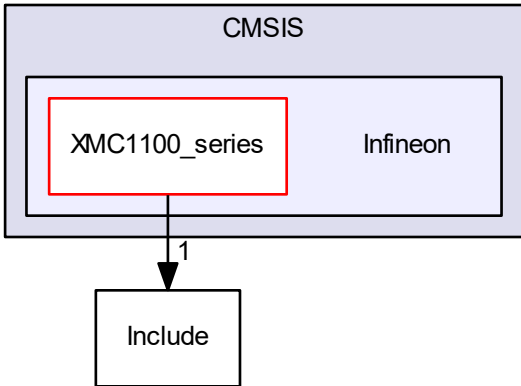 CMSIS
XMC1100_series
Infineon
1
Include